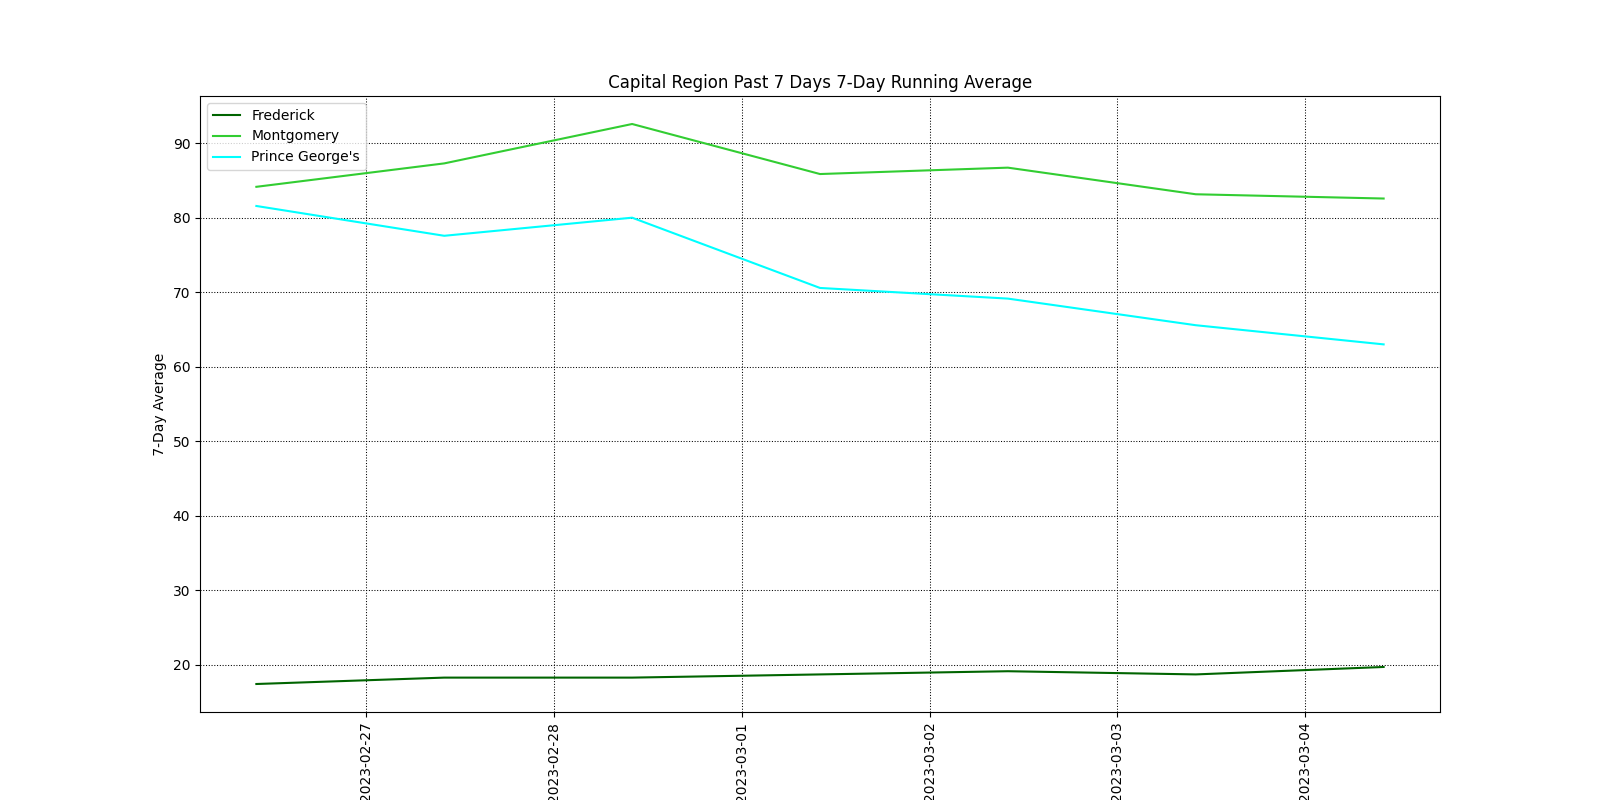 Capital Region Past 7 Days 7-Day Running Average
Frederick
Montgomery
Prince George's
7-Day Average
90
80
70
60
50
40
30
20
2023-02-27
2023-02-28
2023-03-01
2023-03-02
2023-03-03
2023-03-04